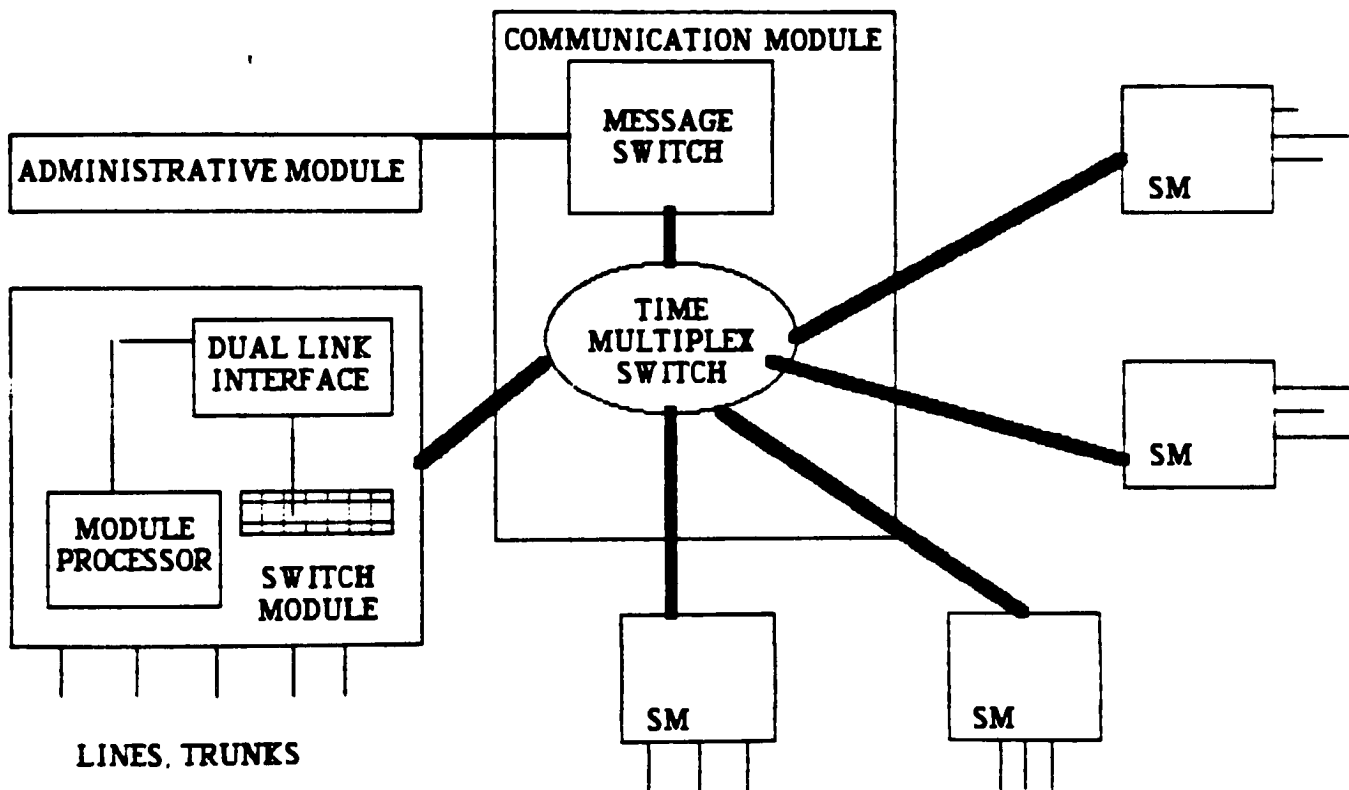 COMMUNICATION MODULE
MESSAGE
SWITCH
ADMINISTRATIVE MODULE
SM
TIME
MULTIPLEX
SWITCH
DUAL LINK
INTERFACE
SM
MODULE
PROCESSOR
SWITCH
MODULE
SM
SM
LINES, TRUNKS